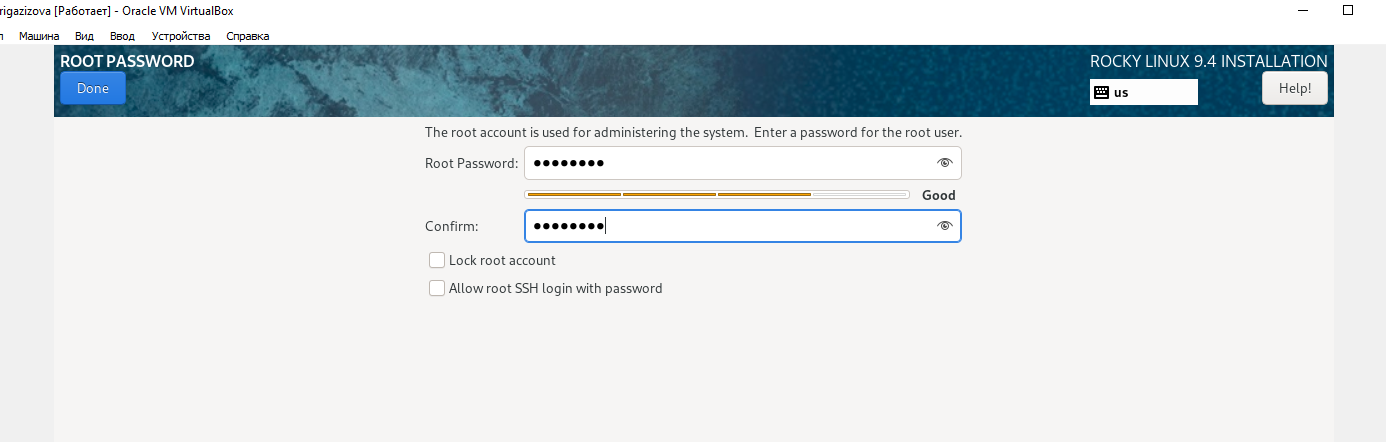 rigazizova [Работает] - Oracle VM VirtualBox
Машина Вид Ввод Устройства Справка
ROOT PASSWORD
ROCKY LINUX 9.4 INSTALLATION
Done
us
Help!
The root account is used for administering the system. Enter a password for the root user.
Root Password: ●●●●●●●●
Good
Confirm: ●●●●●●●●
Lock root account
Allow root SSH login with password